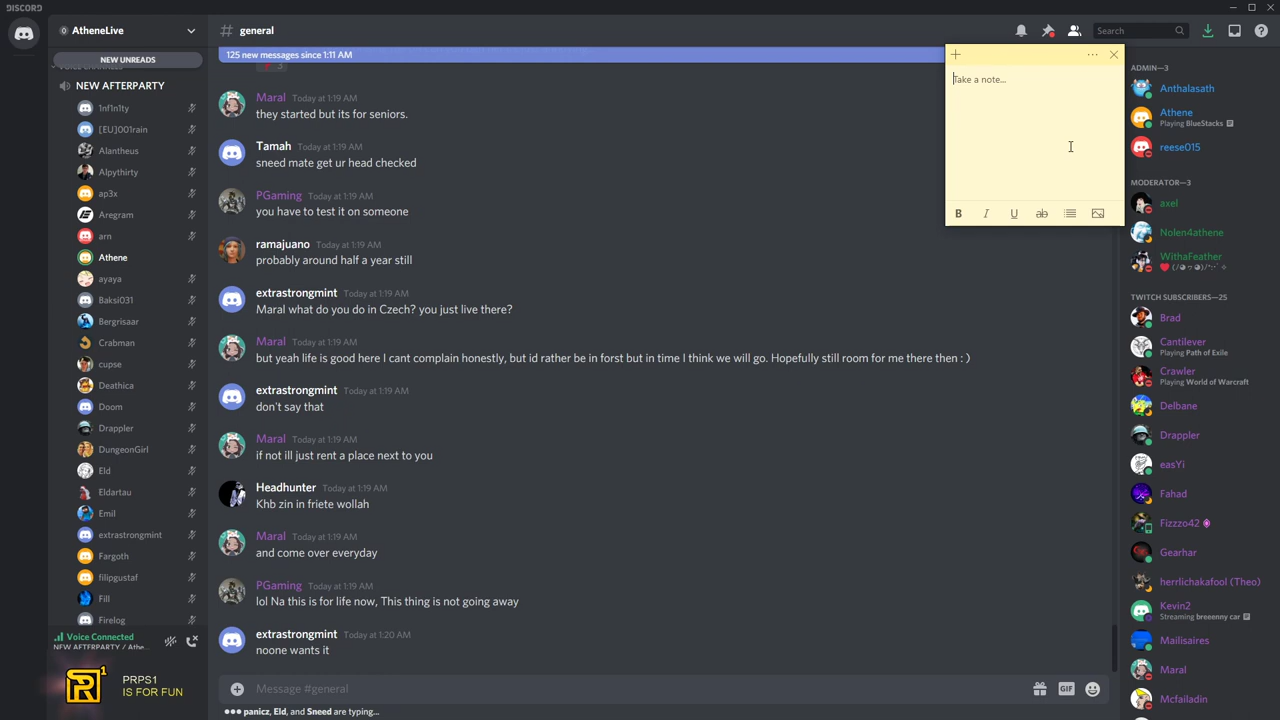 DISCORD
AtheneLive
NEW UNREADS
NEW AFTERPARTY
1nf1n1ty
[EU]001rain
Alantheus
Alpythirty
ap3x
Aregram
arn
Athene
ayaya
Baksi031
Bergrisaar
Crabman
cupse
Deathica
Doom
Drappler
DungeonGirl
Eld
Eldartau
Emil
extrastrongmint
Fargoth
filipgustaf
Fill
Firelog
Voice Connected
NEW AFTERPARTY / Athe...
PRPS1
IS FOR FUN
# general
Search
125 new messages since 1:11 AM
3
Maral Today at 1:19 AM
they started but its for seniors.
Tamah Today at 1:19 AM
sneed mate get ur head checked
PGaming Today at 1:19 AM
you have to test it on someone
ramajuano Today at 1:19 AM
probably around half a year still
extrastrongmint Today at 1:19 AM
Maral what do you do in Czech? you just live there?
Maral Today at 1:19 AM
but yeah life is good here I cant complain honestly, but id rather be in forst but in time I think we will go. Hopefully still room for me there then : )
extrastrongmint Today at 1:19 AM
don't say that
Maral Today at 1:19 AM
if not ill just rent a place next to you
Headhunter Today at 1:19 AM
Khb zin in friete wollah
Maral Today at 1:19 AM
and come over everyday
PGaming Today at 1:19 AM
lol Na this is for life now, This thing is not going away
extrastrongmint Today at 1:20 AM
noone wants it
Message #general
GIF
panicz, Eld, and Sneed are typing...
Take a note...
B I U ab
ADMIN—3
Anthalasath
Athene
Playing BlueStacks
reese015
MODERATOR—3
axel
Nolen4athene
WithaFeather
TWITCH SUBSCRIBERS—25
Brad
Cantilever
Playing Path of Exile
Crawler
Playing World of Warcraft
Delbane
Drappler
easYi
Fahad
Fizzzo42
Gearhar
herrlichakafool (Theo)
Kevin2
Streaming breeenny car
Mailisaires
Maral
Mcfailadin